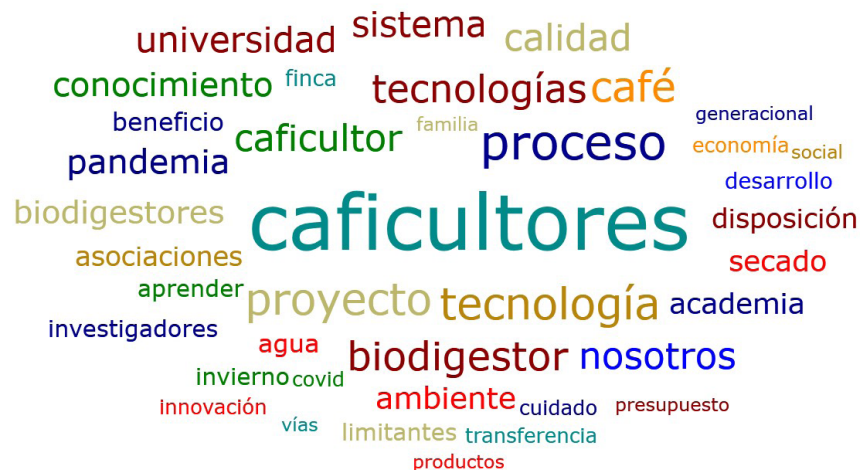 universidad sistema calidad
conocimiento finca tecnologías café
beneficio familia generacional
pandemia caficultor proceso economía social
desarrollo
biodigestores caficultores disposición
asociaciones secado
aprender proyecto tecnología academia
investigadores agua biodigestor nosotros
invierno covid ambiente cuidado presupuesto
innovación
vías limitantes transferencia
productos